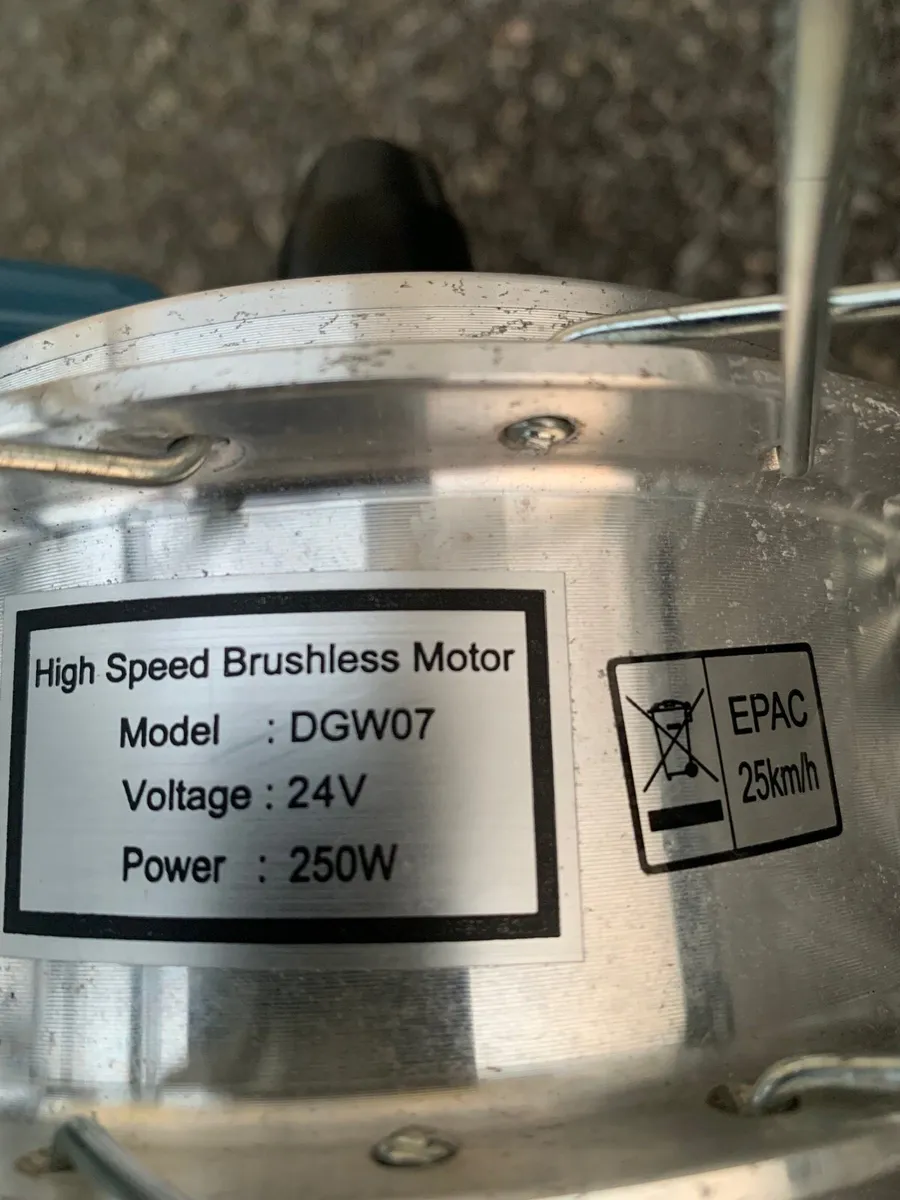 High Speed Brushless Motor
Model : DGW07
Voltage : 24V
Power : 250W
EPAC
25km/h